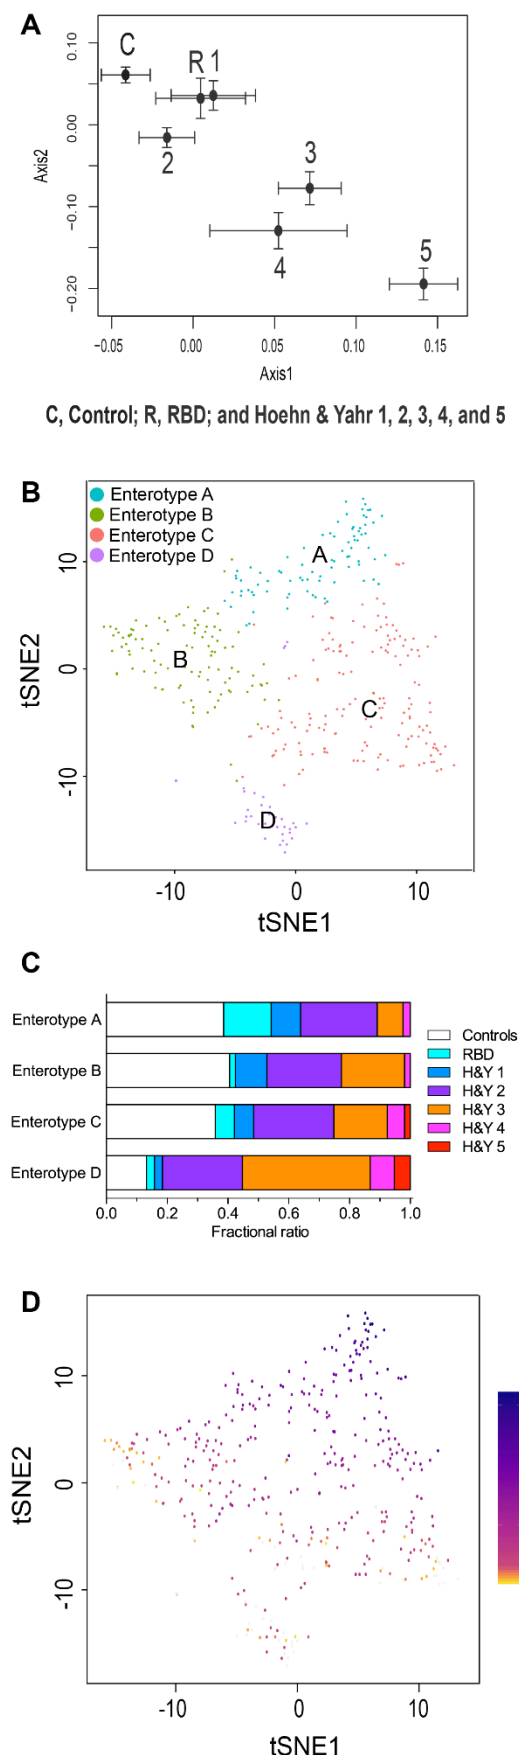 A
C
R 1
2
3
4
5
Axis2
0.10
0.00
−0.10
−0.20
−0.05
0.00
0.05
0.10
0.15
Axis1
C, Control; R, RBD; and Hoehn & Yahr 1, 2, 3, 4, and 5
B
Enterotype A
Enterotype B
Enterotype C
Enterotype D
A
B
C
D
tSNE2
10
0
-10
-10
0
10
tSNE1
C
Enterotype A
Enterotype B
Enterotype C
Enterotype D
0.0
0.2
0.4
0.6
0.8
1.0
Fractional ratio
Controls
RBD
H&Y 1
H&Y 2
H&Y 3
H&Y 4
H&Y 5
D
tSNE2
10
0
-10
-10
0
10
tSNE1